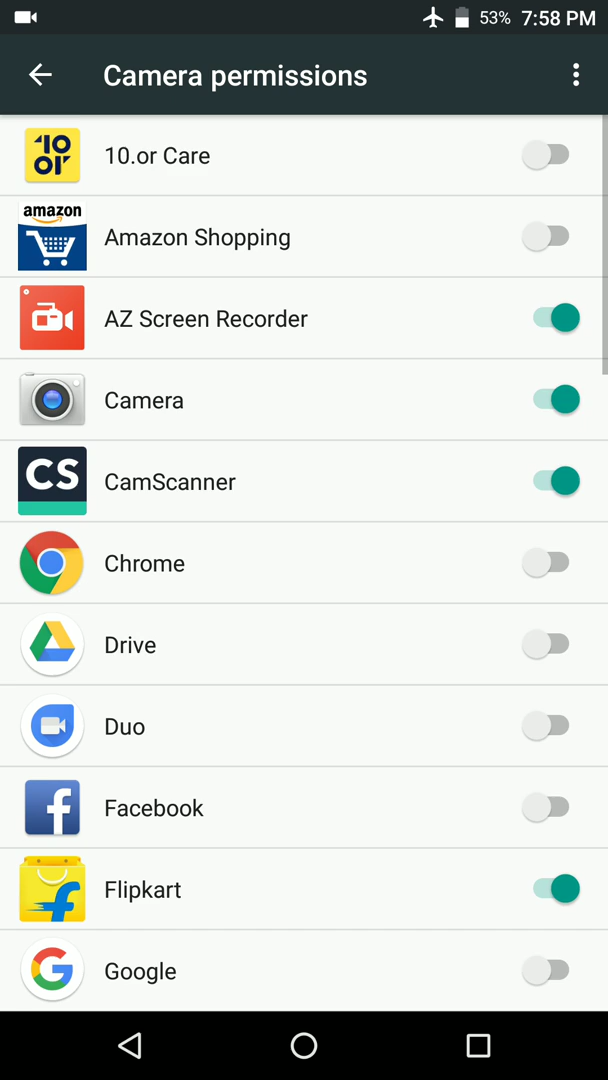 53% 7:58 PM
Camera permissions
10.or Care
10
or
amazon
Amazon Shopping
AZ Screen Recorder
Camera
CS
CamScanner
Chrome
Drive
Duo
f
Facebook
f
Flipkart
G
Google